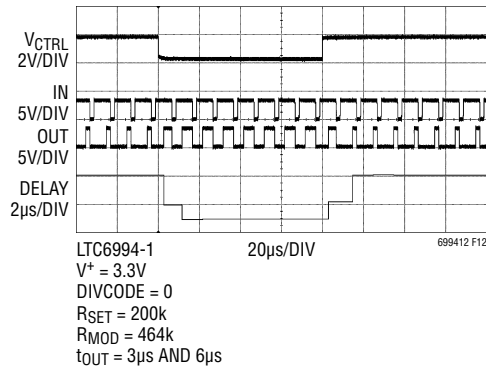 VCTRL
2V/DIV
IN
5V/DIV
OUT
5V/DIV
DELAY
2µs/DIV
LTC6994-1
20µs/DIV
699412 F12
V+ = 3.3V
DIVCODE = 0
RSET = 200k
RMOD = 464k
tOUT = 3µs AND 6µs